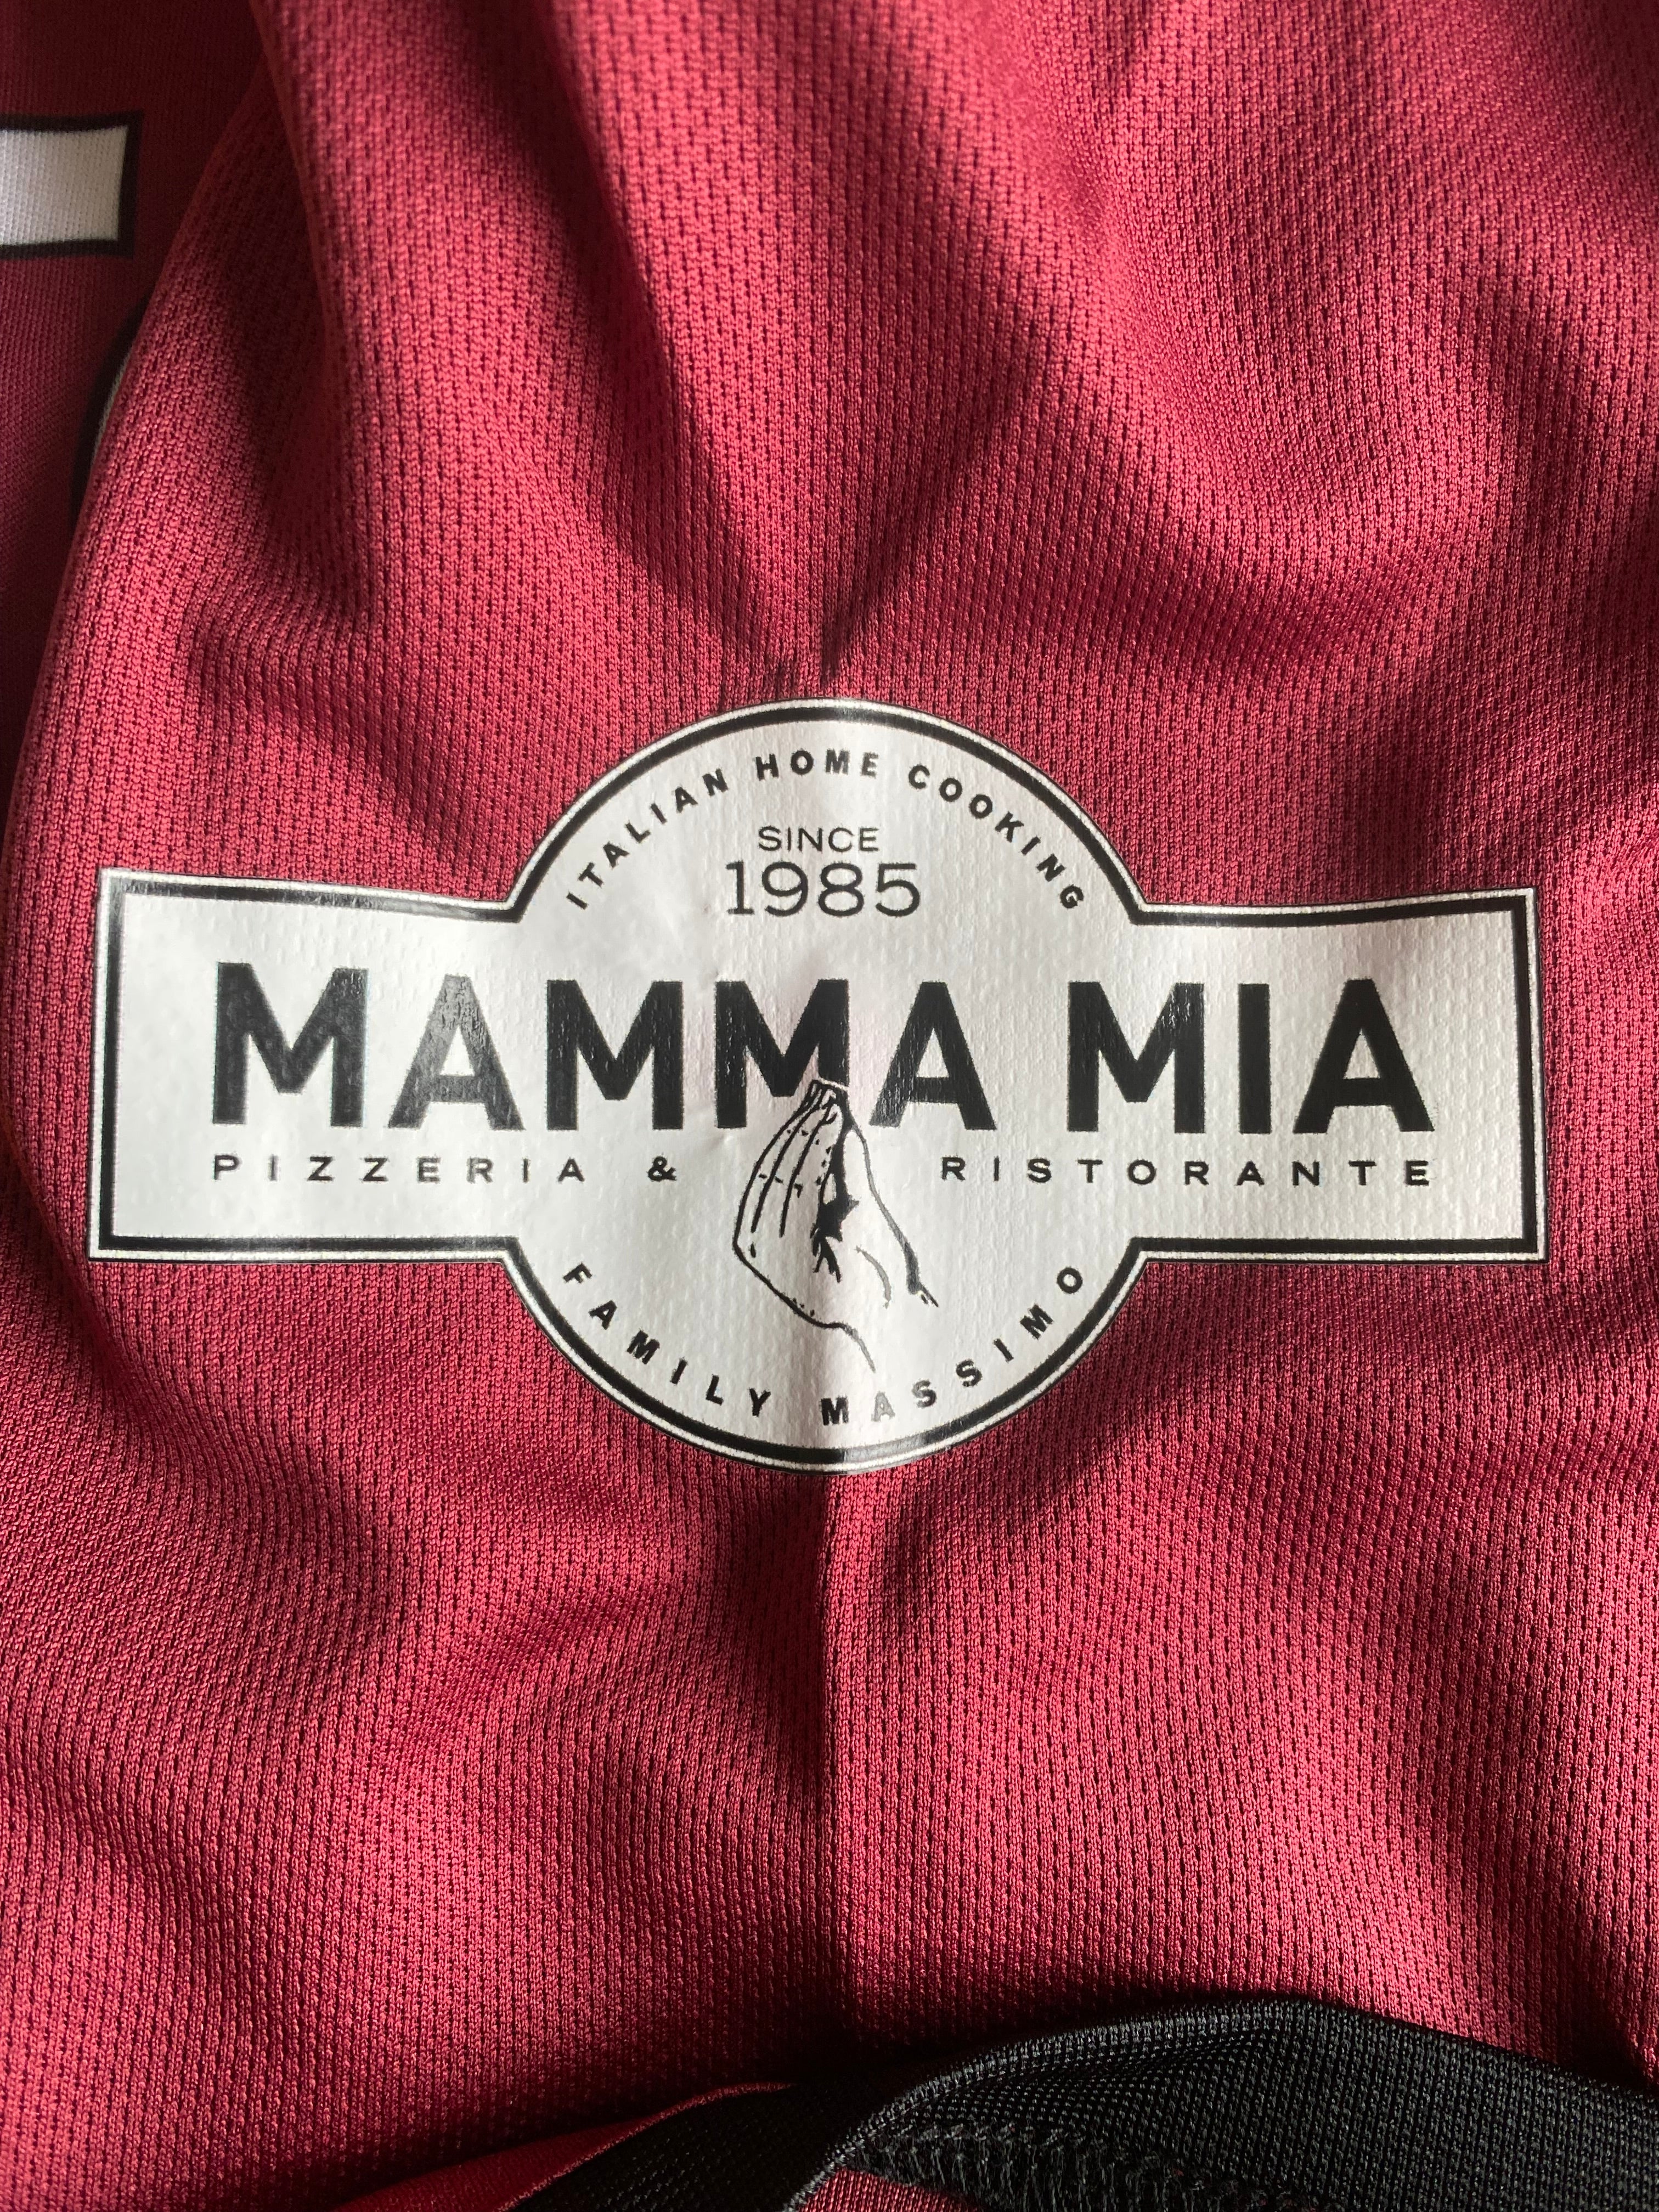 ITALIAN HOME COOKING
SINCE
1985
MAMMA MIA
PIZZERIA & RISTORANTE
FAMILY MASSIMO